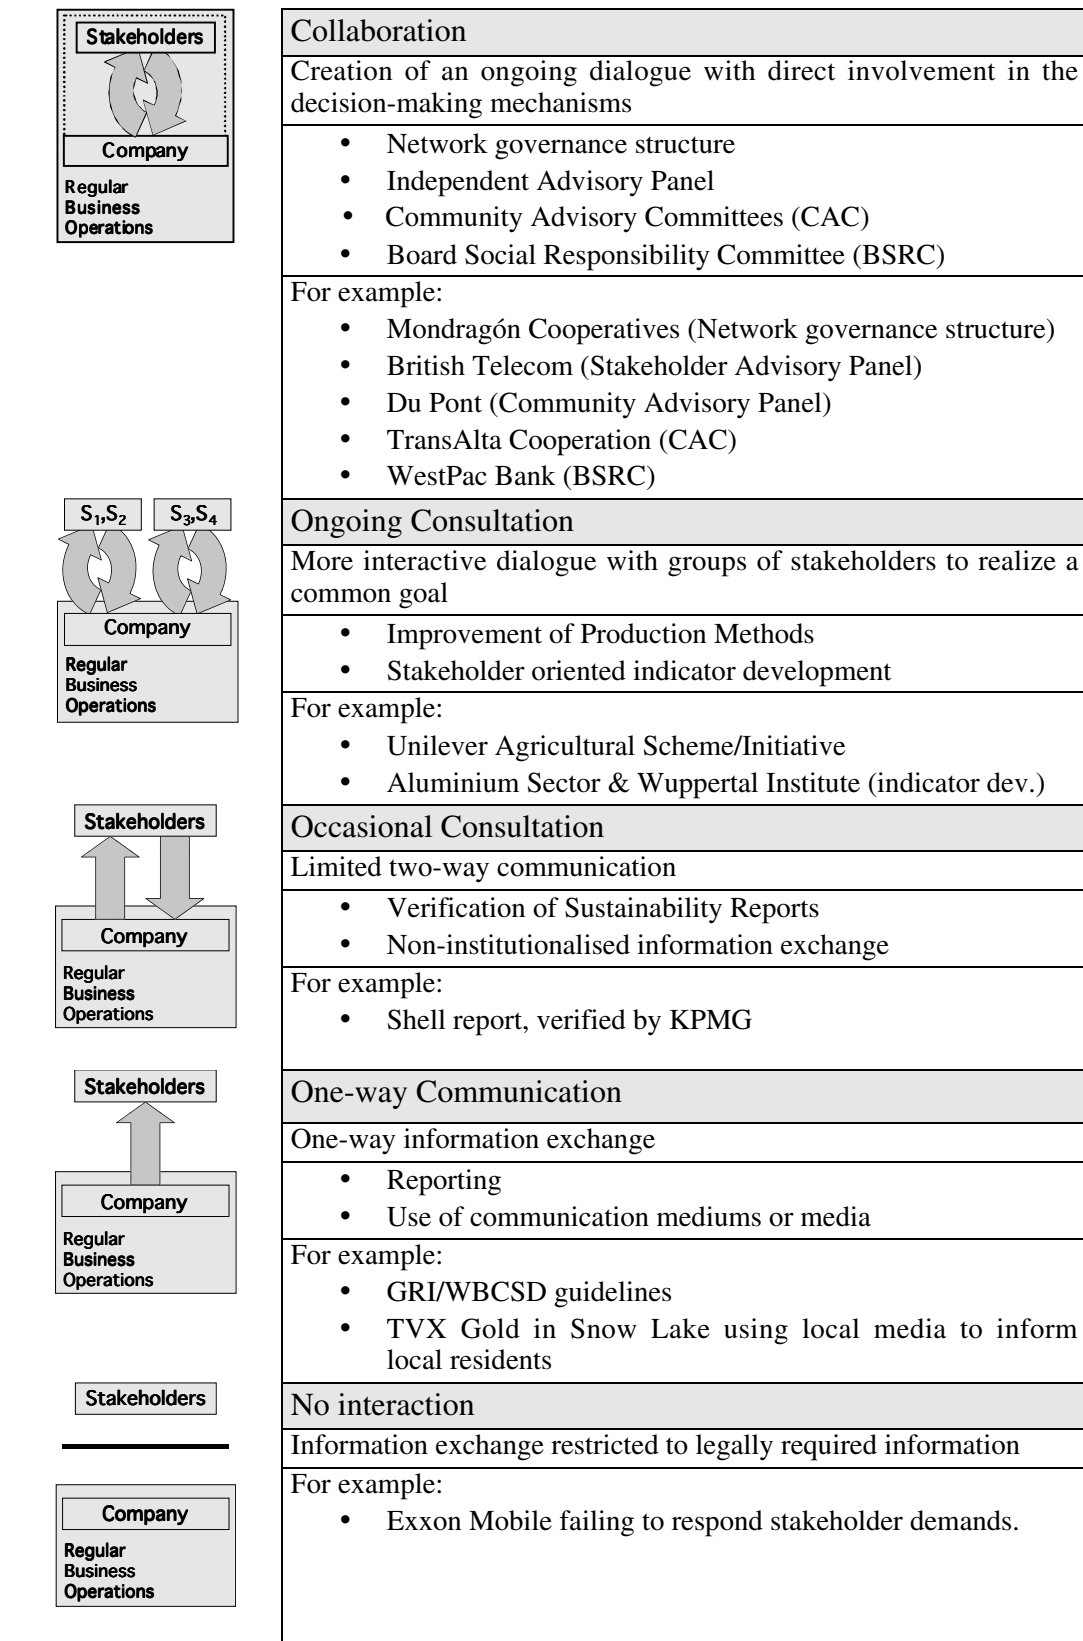 Stakeholders
Company
Regular
Business
Operations
Collaboration
Creation of an ongoing dialogue with direct involvement in the
decision-making mechanisms
• Network governance structure
• Independent Advisory Panel
• Community Advisory Committees (CAC)
• Board Social Responsibility Committee (BSRC)
For example:
• Mondragón Cooperatives (Network governance structure)
• British Telecom (Stakeholder Advisory Panel)
• Du Pont (Community Advisory Panel)
• TransAlta Cooperation (CAC)
• WestPac Bank (BSRC)
S₁,S₂ S₃,S₄
Company
Regular
Business
Operations
Ongoing Consultation
More interactive dialogue with groups of stakeholders to realize a
common goal
• Improvement of Production Methods
• Stakeholder oriented indicator development
For example:
• Unilever Agricultural Scheme/Initiative
• Aluminium Sector & Wuppertal Institute (indicator dev.)
Stakeholders
Company
Regular
Business
Operations
Occasional Consultation
Limited two-way communication
• Verification of Sustainability Reports
• Non-institutionalised information exchange
For example:
• Shell report, verified by KPMG
Stakeholders
Company
Regular
Business
Operations
One-way Communication
One-way information exchange
• Reporting
• Use of communication mediums or media
For example:
• GRI/WBCSD guidelines
• TVX Gold in Snow Lake using local media to inform
local residents
Stakeholders
Company
Regular
Business
Operations
No interaction
Information exchange restricted to legally required information
For example:
• Exxon Mobile failing to respond stakeholder demands.